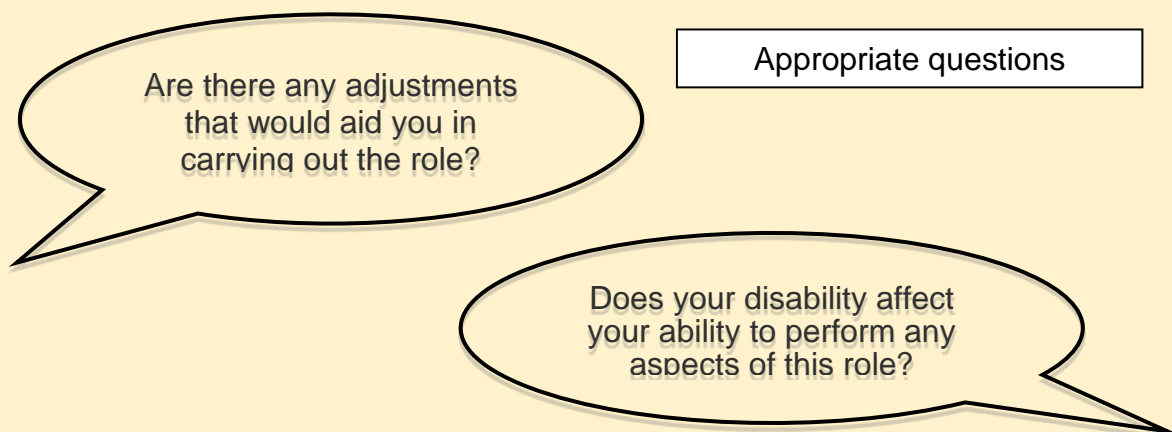 Appropriate questions
Are there any adjustments
that would aid you in
carrying out the role?
Does your disability affect
your ability to perform any
aspects of this role?